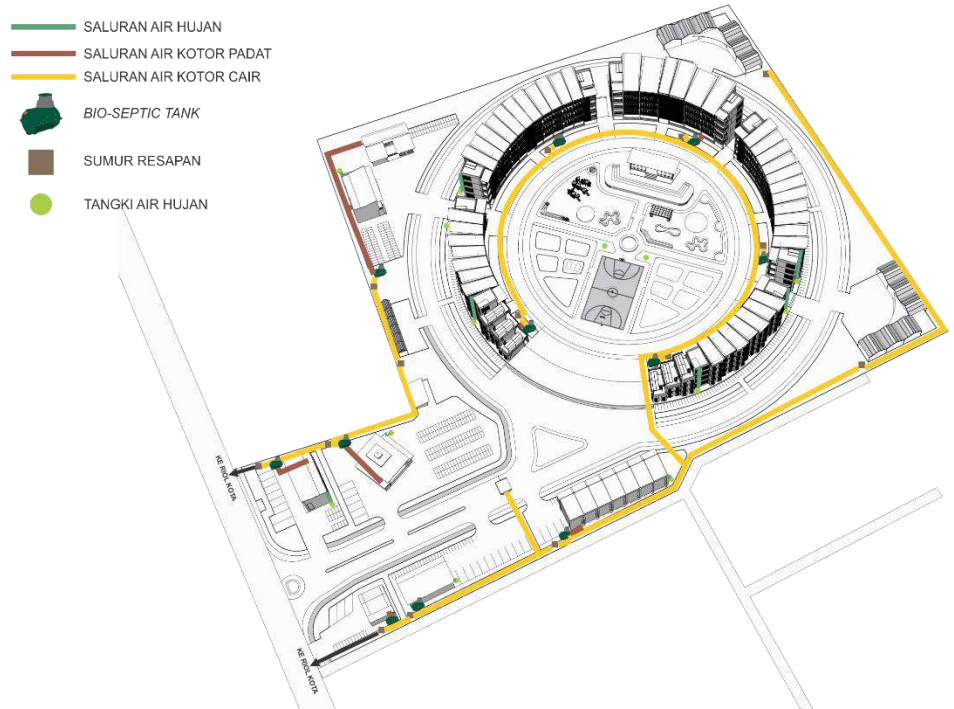 SALURAN AIR HUJAN
SALURAN AIR KOTOR PADAT
SALURAN AIR KOTOR CAIR
BIO-SEPTIC TANK
SUMUR RESAPAN
TANGKI AIR HUJAN
KE RIOL KOTA
KE RIOL KOTA